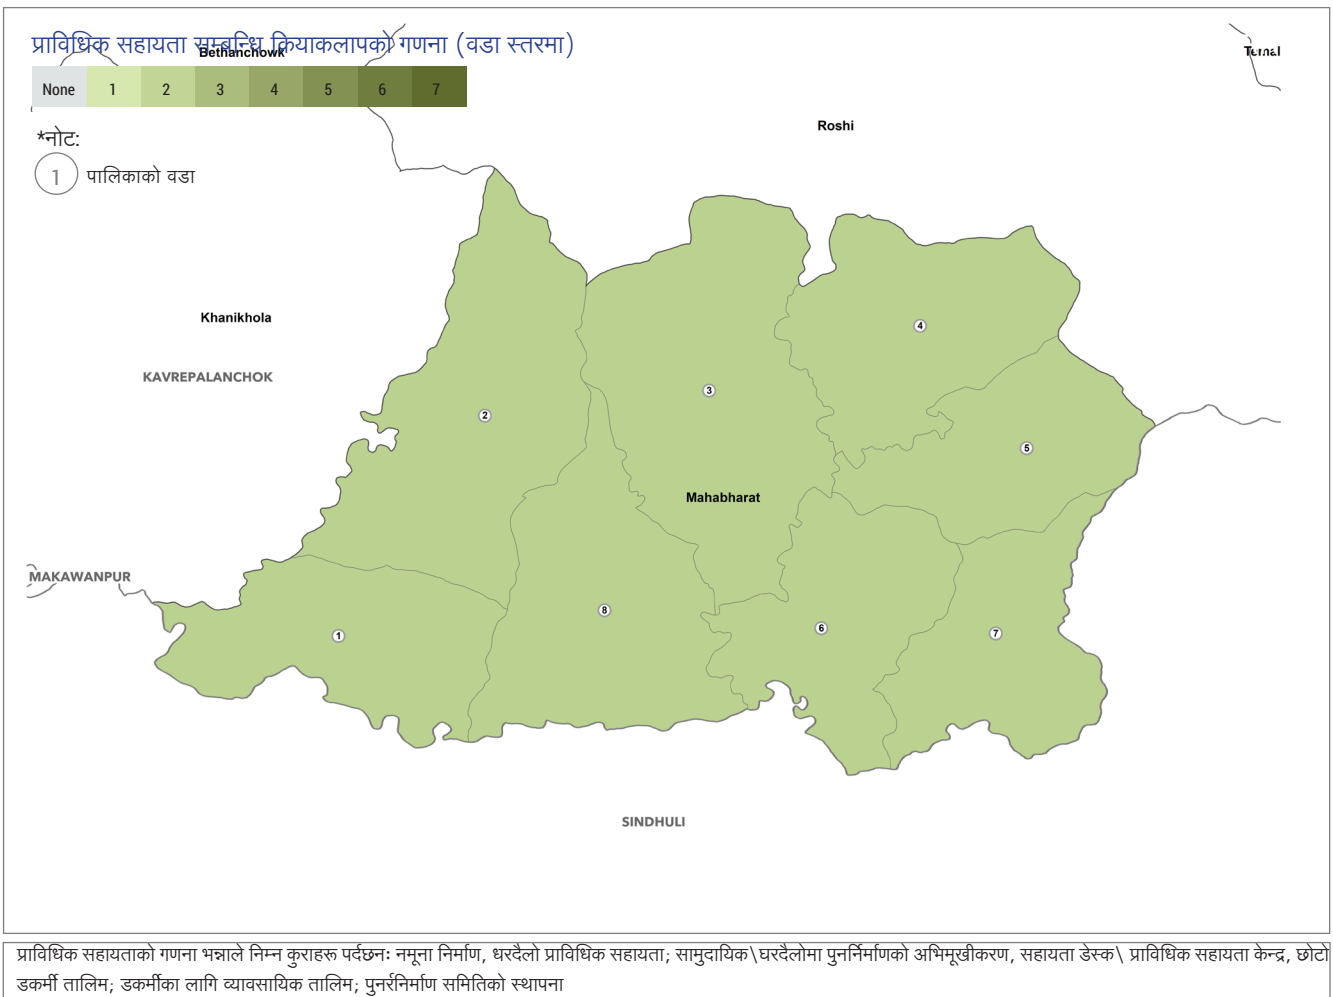 प्राविधिक सहायता सम्बन्धि क्रियाकलापको गणना (वडा स्तरमा)
Bethanchowk
Temal
None 1 2 3 4 5 6 7
Roshi
*नोट:
1 पालिकाको वडा
Khanikhola
4
KAVREPALANCHOK
3
2
5
Mahabharat
MAKAWANPUR
8
6
7
1
SINDHULI
प्राविधिक सहायताको गणना भन्नाले निम्न कुराहरू पर्दछनः नमूना निर्माण, धरदैलो प्राविधिक सहायता; सामुदायिक\घरदैलोमा पुनर्निर्माणको अभिमूखीकरण, सहायता डेस्क\ प्राविधिक सहायता केन्द्र, छोटो
डकर्मी तालिम; डकर्मीका लागि व्यावसायिक तालिम; पुनर्रनिर्माण समितिको स्थापना